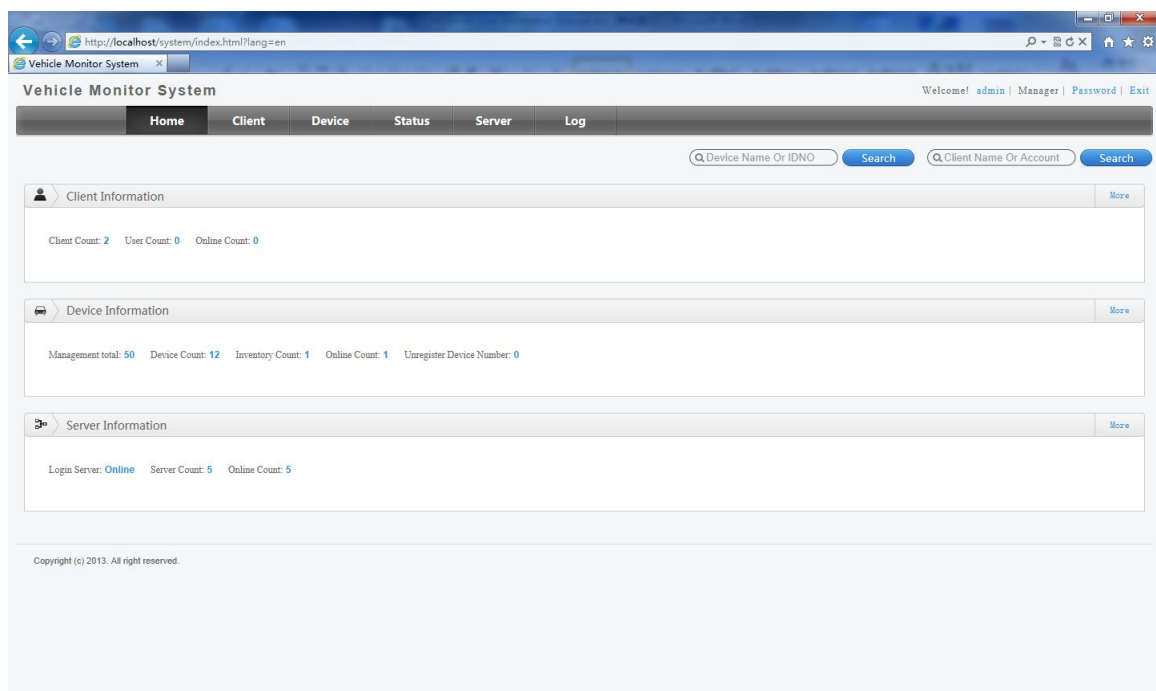 http://localhost/system/index.html?lang=en
Vehicle Monitor System
Vehicle Monitor System
Welcome! admin | Manager | Password | Exit
Home Client Device Status Server Log
Device Name Or IDNO Search Client Name Or Account Search
Client Information More
Client Count: 2 User Count: 0 Online Count: 0
Device Information More
Management total: 50 Device Count: 12 Inventory Count: 1 Online Count: 1 Unregister Device Number: 0
Server Information More
Login Server: Online Server Count: 5 Online Count: 5
Copyright (c) 2013. All right reserved.